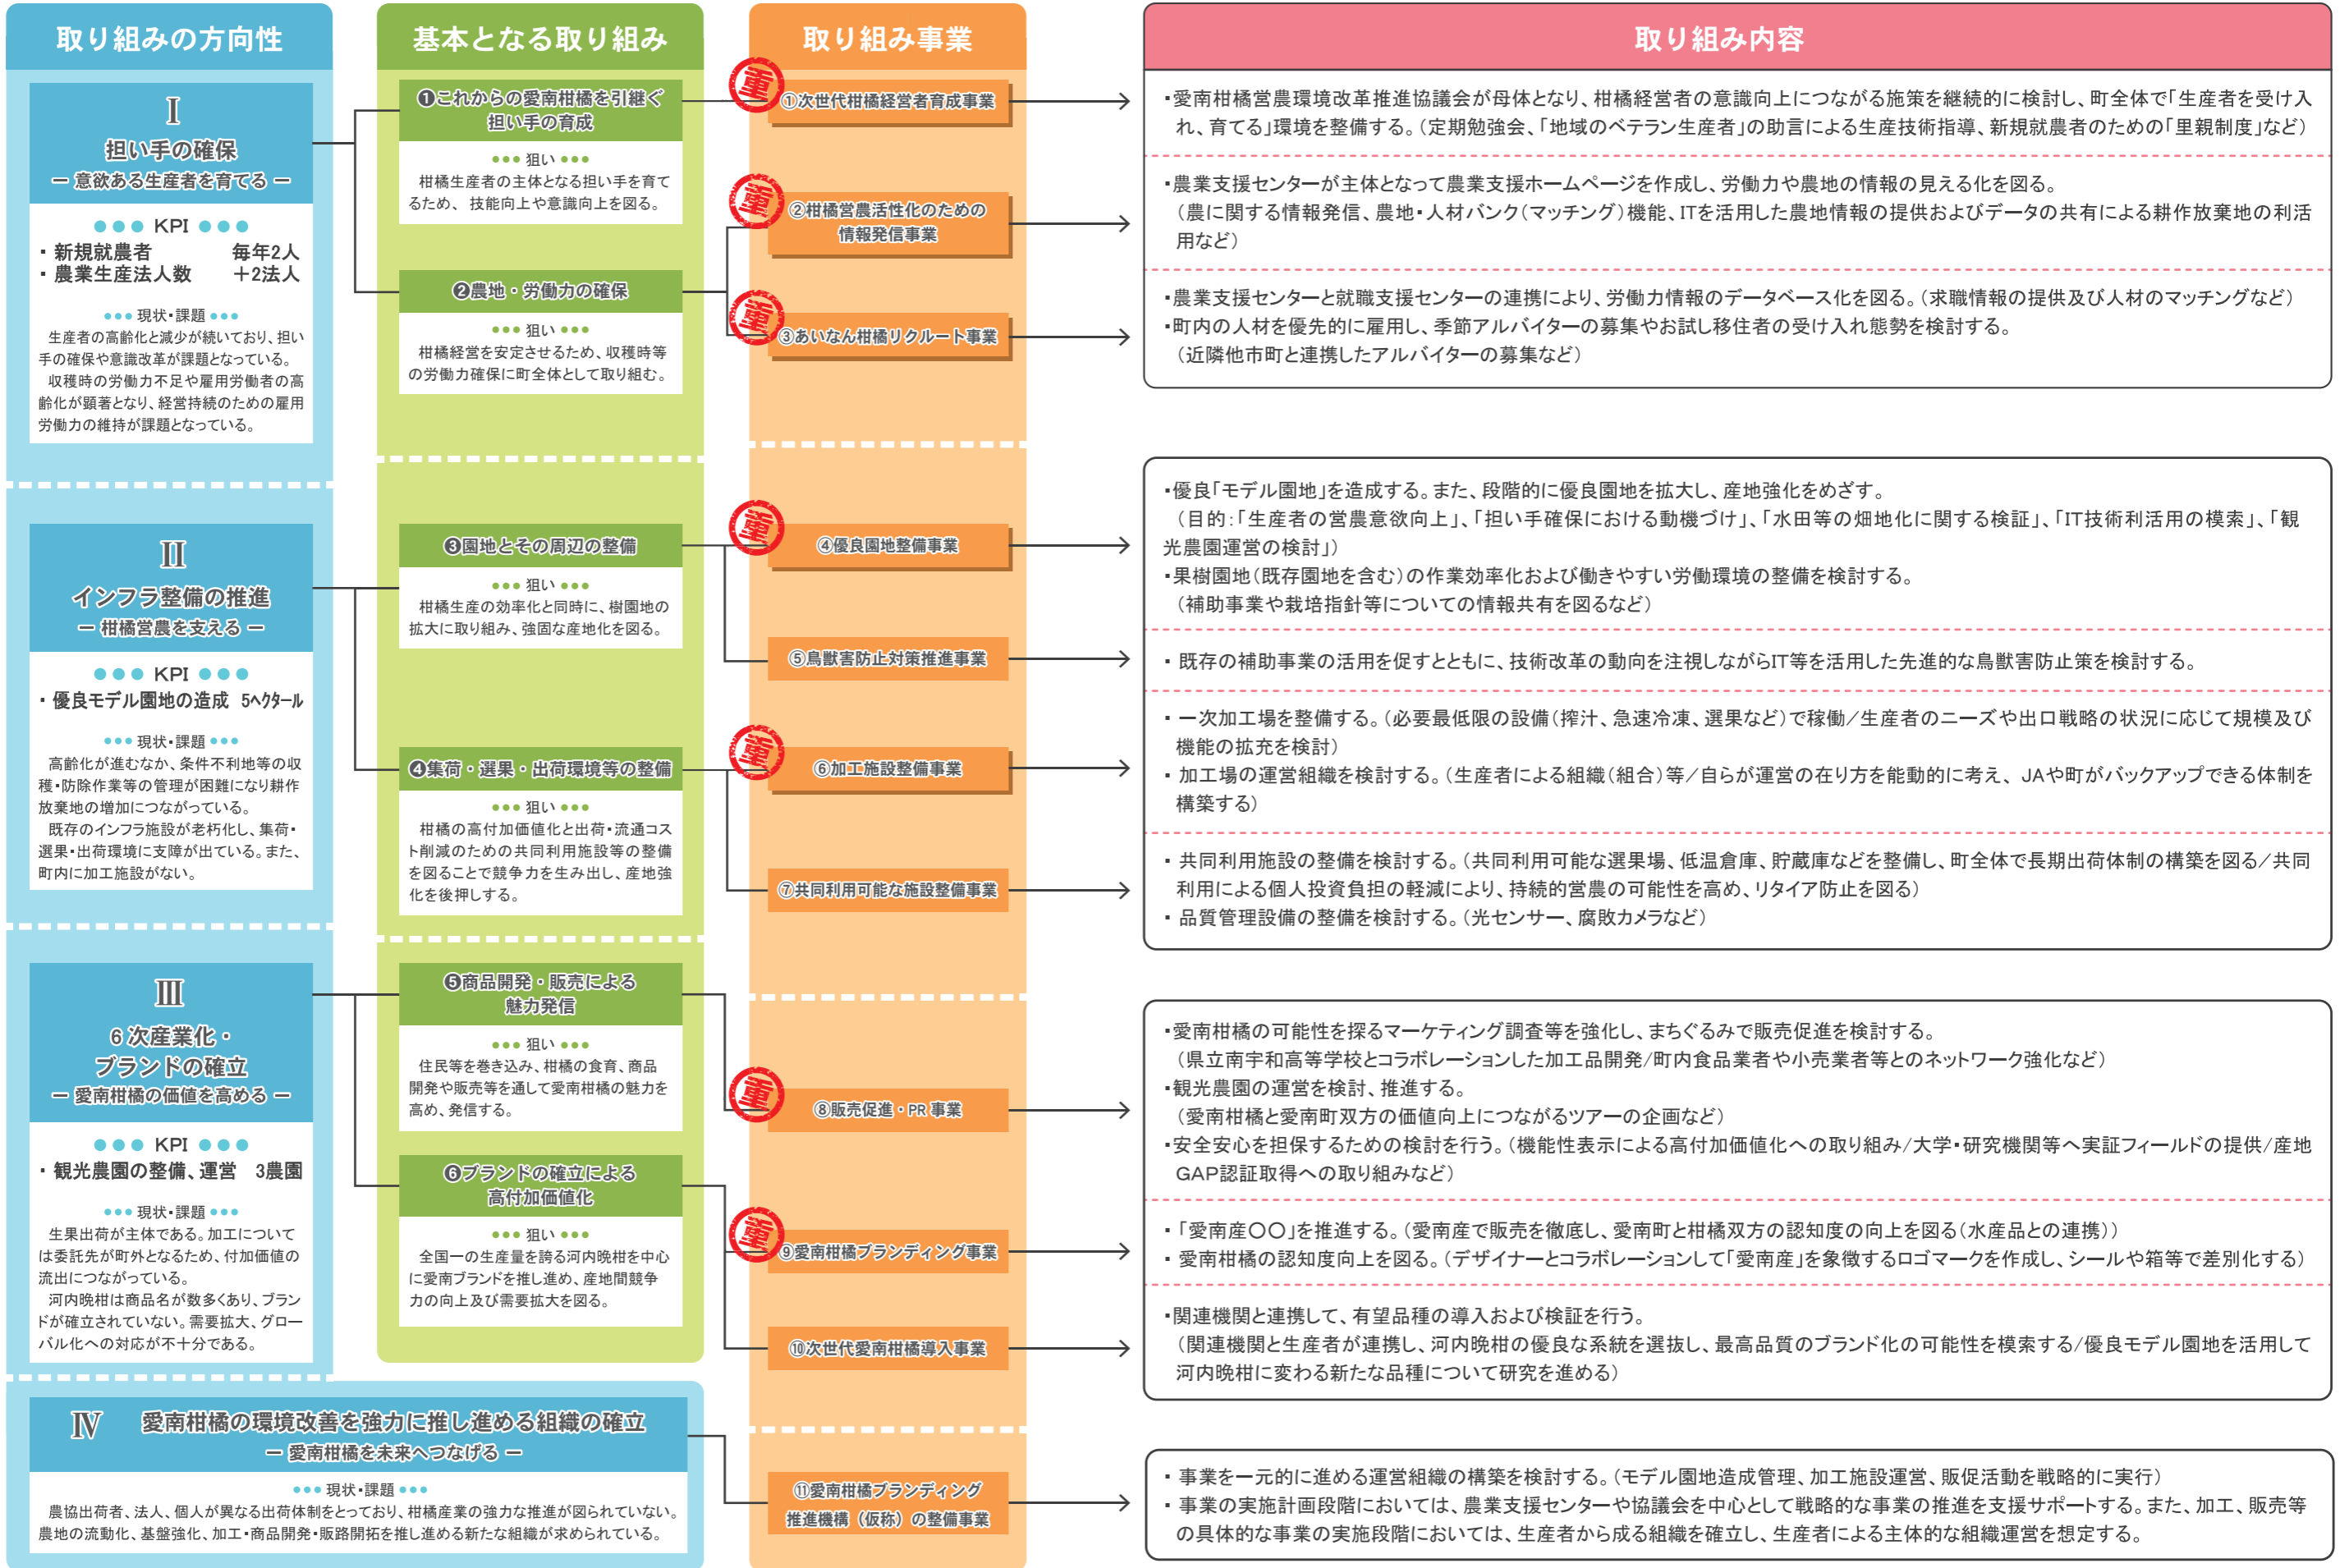 取り組みの方向性
基本となる取り組み
取り組み事業
取り組み内容
Ⅰ
担い手の確保
― 意欲ある生産者を育てる ―
●●● KPI ●●●
・新規就農者　毎年2人
・農業生産法人数　＋2法人
●●● 現状・課題 ●●●
生産者の高齢化と減少が続いており、担い
手の確保や意識改革が課題となっている。
収穫時の労働力不足や雇用労働者の高
齢化が顕著となり、経営持続のための雇用
労働力の維持が課題となっている。
❶これからの愛南柑橘を引継ぐ
担い手の育成
●●● 狙い ●●●
柑橘生産者の主体となる担い手を育て
るため、技能向上や意識向上を図る。
❷農地・労働力の確保
●●● 狙い ●●●
柑橘経営を安定させるため、収穫時等
の労働力確保に町全体として取り組む。
重
①次世代柑橘経営者育成事業
重
②柑橘営農活性化のための
情報発信事業
重
③あいなん柑橘リクルート事業
・愛南柑橘営農環境改革推進協議会が母体となり、柑橘経営者の意識向上につながる施策を継続的に検討し、町全体で「生産者を受け入
れ、育てる」環境を整備する。（定期勉強会、「地域のベテラン生産者」の助言による生産技術指導、新規就農者のための「里親制度」など）
・農業支援センターが主体となって農業支援ホームページを作成し、労働力や農地の情報の見える化を図る。
（農に関する情報発信、農地・人材バンク（マッチング）機能、ITを活用した農地情報の提供およびデータの共有による耕作放棄地の利活
用など）
・農業支援センターと就職支援センターの連携により、労働力情報のデータベース化を図る。（求職情報の提供及び人材のマッチングなど）
・町内の人材を優先的に雇用し、季節アルバイターの募集やお試し移住者の受け入れ態勢を検討する。
（近隣他市町と連携したアルバイターの募集など）
Ⅱ
インフラ整備の推進
― 柑橘営農を支える ―
●●● KPI ●●●
・優良モデル園地の造成　5ヘクタール
●●● 現状・課題 ●●●
高齢化が進むなか、条件不利地等の収
穫・防除作業等の管理が困難になり耕作
放棄地の増加につながっている。
既存のインフラ施設が老朽化し、集荷・
選果・出荷環境に支障が出ている。また、
町内に加工施設がない。
❸園地とその周辺の整備
●●● 狙い ●●●
柑橘生産の効率化と同時に、樹園地の
拡大に取り組み、強固な産地化を図る。
❹集荷・選果・出荷環境等の整備
●●● 狙い ●●●
柑橘の高付加価値化と出荷・流通コス
ト削減のための共同利用施設等の整備
を図ることで競争力を生み出し、産地強
化を後押しする。
重
④優良園地整備事業
⑤鳥獣害防止対策推進事業
重
⑥加工施設整備事業
⑦共同利用可能な施設整備事業
・優良「モデル園地」を造成する。また、段階的に優良園地を拡大し、産地強化をめざす。
（目的：「生産者の営農意欲向上」、「担い手確保における動機づけ」、「水田等の畑地化に関する検証」、「IT技術利活用の模索」、「観
光農園運営の検討」）
・果樹園地（既存園地を含む）の作業効率化および働きやすい労働環境の整備を検討する。
（補助事業や栽培指針等についての情報共有を図るなど）
・既存の補助事業の活用を促すとともに、技術改革の動向を注視しながらIT等を活用した先進的な鳥獣害防止策を検討する。
・一次加工場を整備する。（必要最低限の設備（搾汁、急速冷凍、選果など）で稼働/生産者のニーズや出口戦略の状況に応じて規模及び
機能の拡充を検討）
・加工場の運営組織を検討する。（生産者による組織（組合）等/自らが運営の在り方を能動的に考え、JAや町がバックアップできる体制を
構築する）
・共同利用施設の整備を検討する。（共同利用可能な選果場、低温倉庫、貯蔵庫などを整備し、町全体で長期出荷体制の構築を図る/共同
利用による個人投資負担の軽減により、持続的営農の可能性を高め、リタイア防止を図る）
・品質管理設備の整備を検討する。（光センサー、腐敗カメラなど）
Ⅲ
6次産業化・
ブランドの確立
― 愛南柑橘の価値を高める ―
●●● KPI ●●●
・観光農園の整備、運営　3農園
●●● 現状・課題 ●●●
生果出荷が主体である。加工について
は委託先が町外となるため、付加価値の
流出につながっている。
河内晩柑は商品名が数多くあり、ブラン
ドが確立されていない。需要拡大、グロー
バル化への対応が不十分である。
❺商品開発・販売による
魅力発信
●●● 狙い ●●●
住民等を巻き込み、柑橘の食育、商品
開発や販売等を通して愛南柑橘の魅力を
高め、発信する。
❻ブランドの確立による
高付加価値化
●●● 狙い ●●●
全国一の生産量を誇る河内晩柑を中心
に愛南ブランドを推し進め、産地間競争
力の向上及び需要拡大を図る。
重
⑧販売促進・PR事業
重
⑨愛南柑橘ブランディング事業
⑩次世代愛南柑橘導入事業
・愛南柑橘の可能性を探るマーケティング調査等を強化し、まちぐるみで販売促進を検討する。
（県立南宇和高等学校とコラボレーションした加工品開発/町内食品業者や小売業者等とのネットワーク強化など）
・観光農園の運営を検討、推進する。
（愛南柑橘と愛南町双方の価値向上につながるツアーの企画など）
・安全安心を担保するための検討を行う。（機能性表示による高付加価値化への取り組み/大学・研究機関等へ実証フィールドの提供/産地
GAP認証取得への取り組みなど）
・「愛南産〇〇」を推進する。（愛南産で販売を徹底し、愛南町と柑橘双方の認知度の向上を図る（水産品との連携））
・愛南柑橘の認知度向上を図る。（デザイナーとコラボレーションして「愛南産」を象徴するロゴマークを作成し、シールや箱等で差別化する）
・関連機関と連携して、有望品種の導入および検証を行う。
（関連機関と生産者が連携し、河内晩柑の優良な系統を選抜し、最高品質のブランド化の可能性を模索する/優良モデル園地を活用して
河内晩柑に変わる新たな品種について研究を進める）
Ⅳ　愛南柑橘の環境改善を強力に推し進める組織の確立
― 愛南柑橘を未来へつなげる ―
●●● 現状・課題 ●●●
農協出荷者、法人、個人が異なる出荷体制をとっており、柑橘産業の強力な推進が図られていない。
農地の流動化、基盤強化、加工・商品開発・販路開拓を推し進める新たな組織が求められている。
⑪愛南柑橘ブランディング
推進機構（仮称）の整備事業
・事業を一元的に進める運営組織の構築を検討する。（モデル園地造成管理、加工施設運営、販促活動を戦略的に実行）
・事業の実施計画段階においては、農業支援センターや協議会を中心として戦略的な事業の推進を支援サポートする。また、加工、販売等
の具体的な事業の実施段階においては、生産者から成る組織を確立し、生産者による主体的な組織運営を想定する。